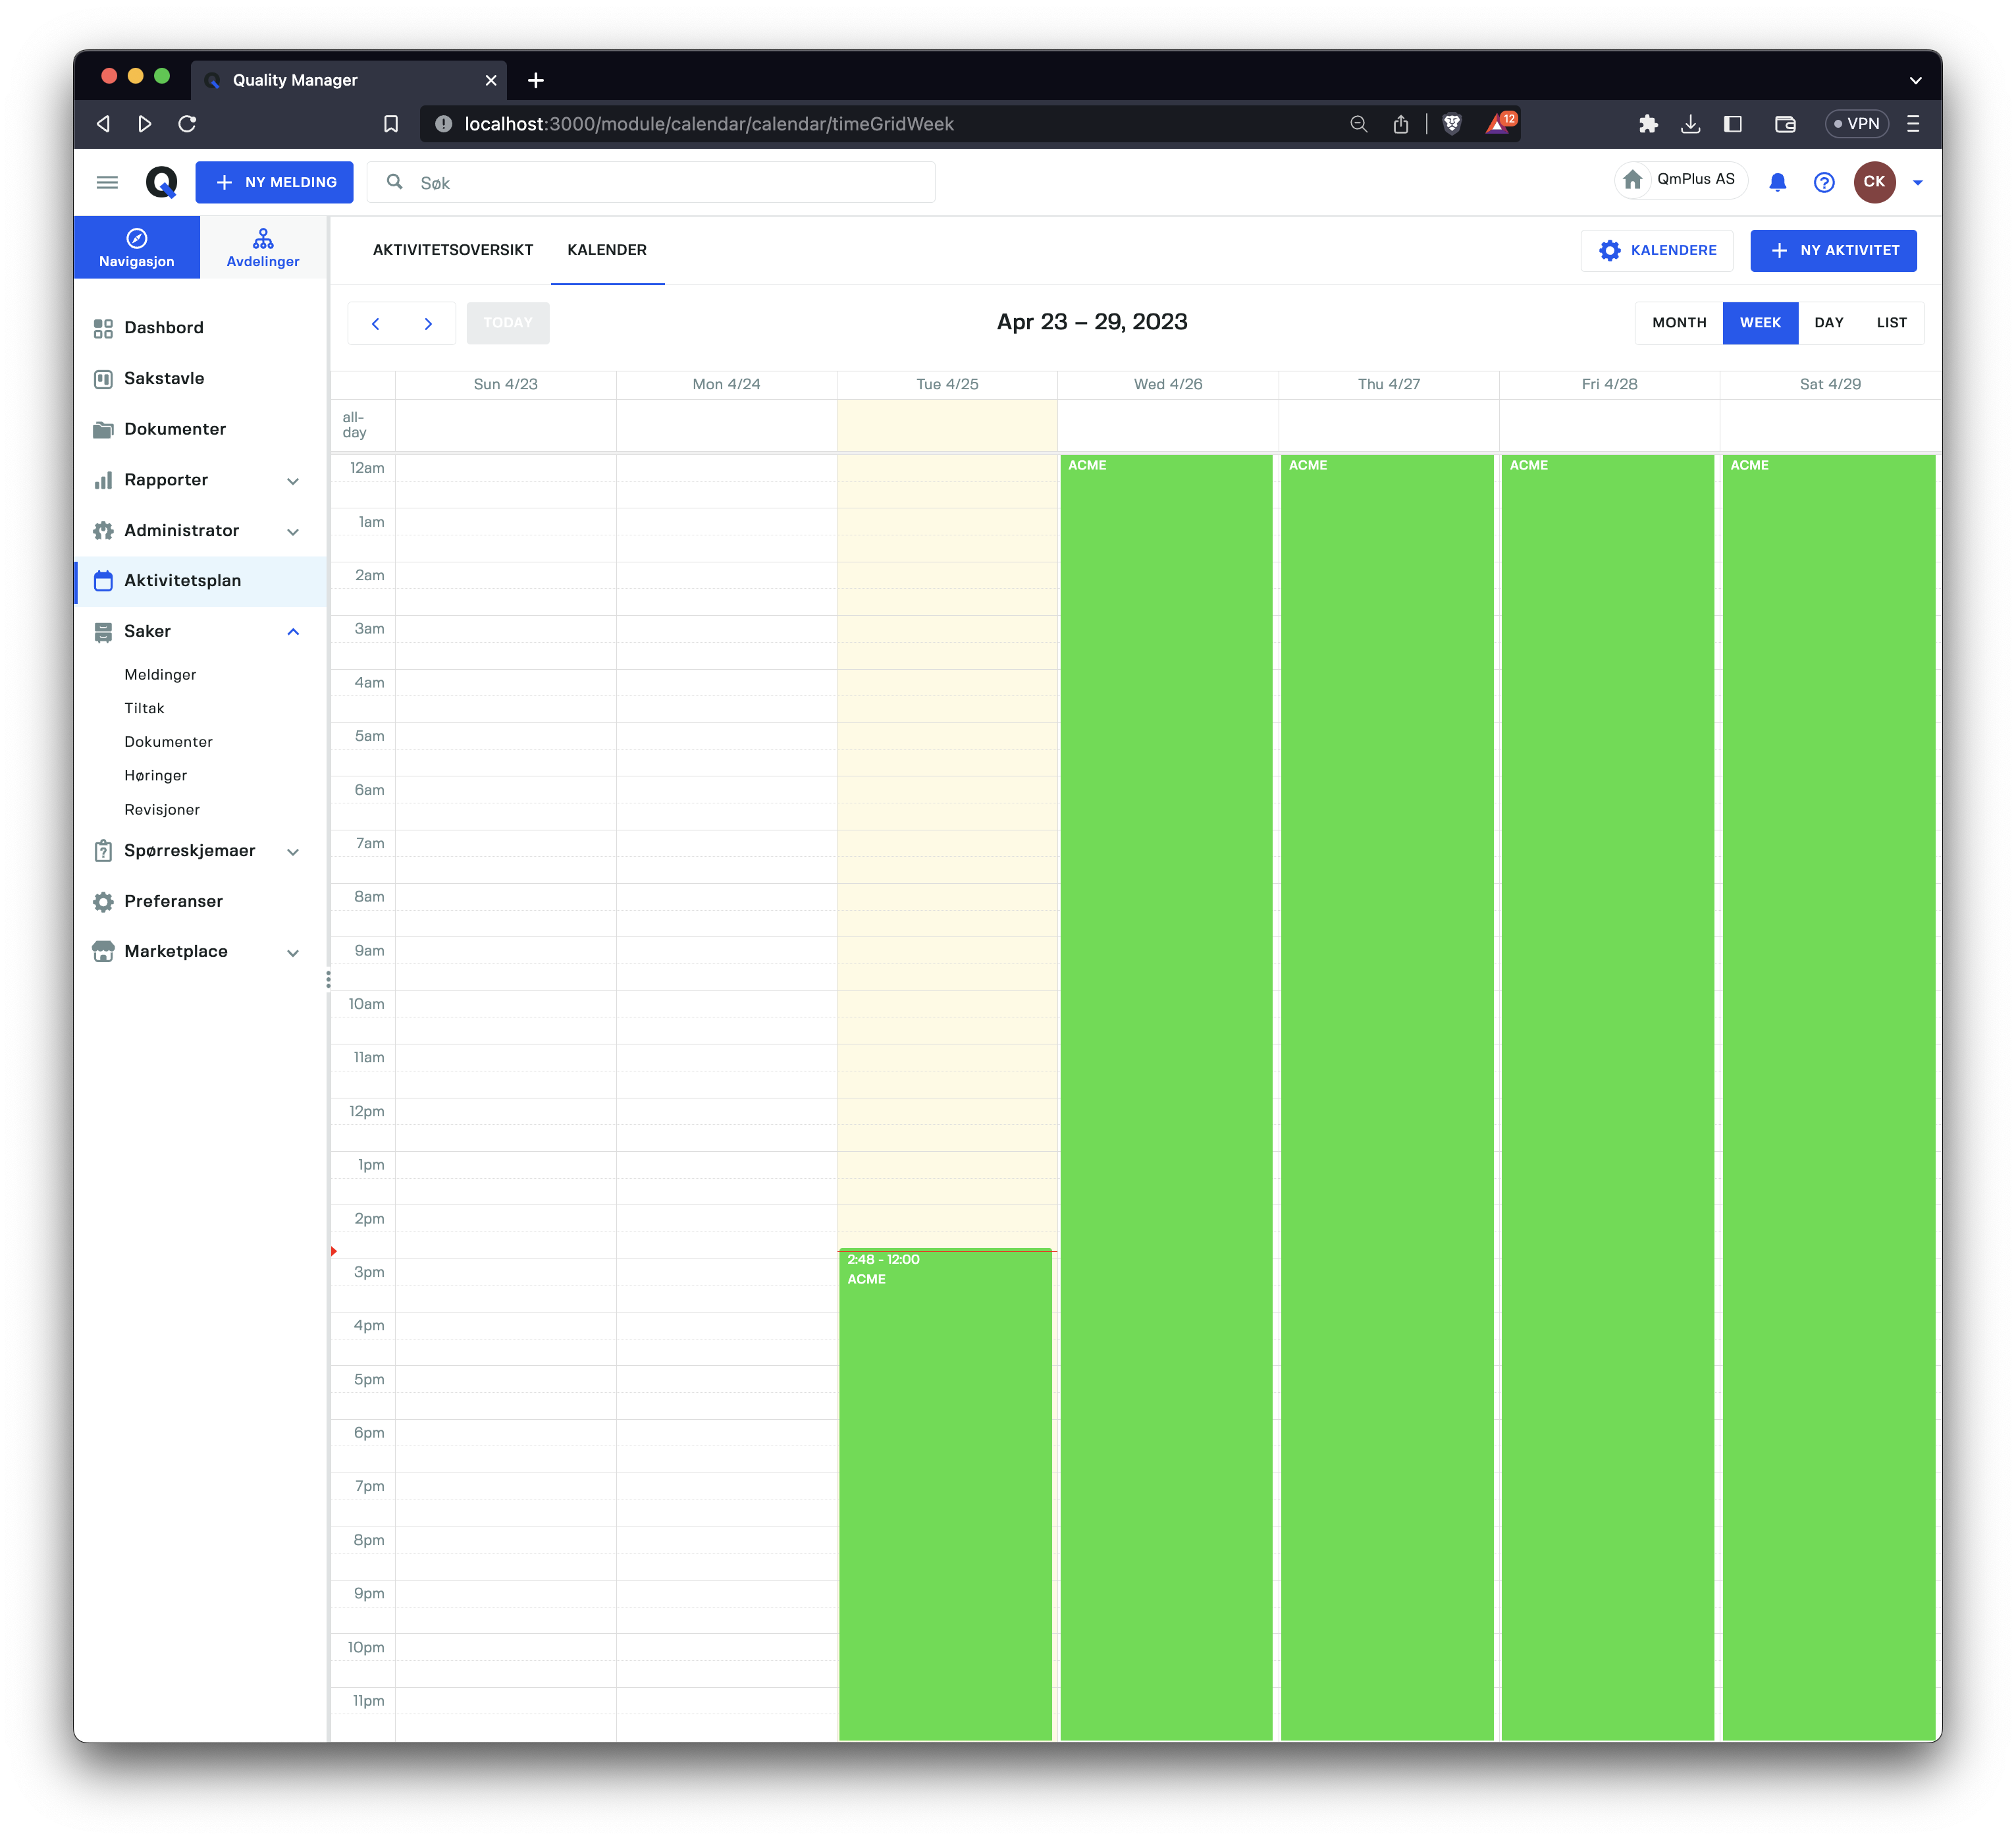 Quality Manager
localhost:3000/module/calendar/calendar/timeGridWeek
12
VPN
NY MELDING
Søk
QmPlus AS
CK
Navigasjon
Avdelinger
AKTIVITETSOVERSIKT
KALENDER
KALENDERE
NY AKTIVITET
Dashbord
Sakstavle
Dokumenter
Rapporter
Administrator
Aktivitetsplan
Saker
Meldinger
Tiltak
Dokumenter
Høringer
Revisjoner
Spørreskjemaer
Preferanser
Marketplace
TODAY
Apr 23 – 29, 2023
MONTH
WEEK
DAY
LIST
Sun 4/23
Mon 4/24
Tue 4/25
Wed 4/26
Thu 4/27
Fri 4/28
Sat 4/29
all-
day
12am
ACME
ACME
ACME
ACME
1am
2am
3am
4am
5am
6am
7am
8am
9am
10am
11am
12pm
1pm
2pm
2:48 - 12:00
ACME
3pm
4pm
5pm
6pm
7pm
8pm
9pm
10pm
11pm